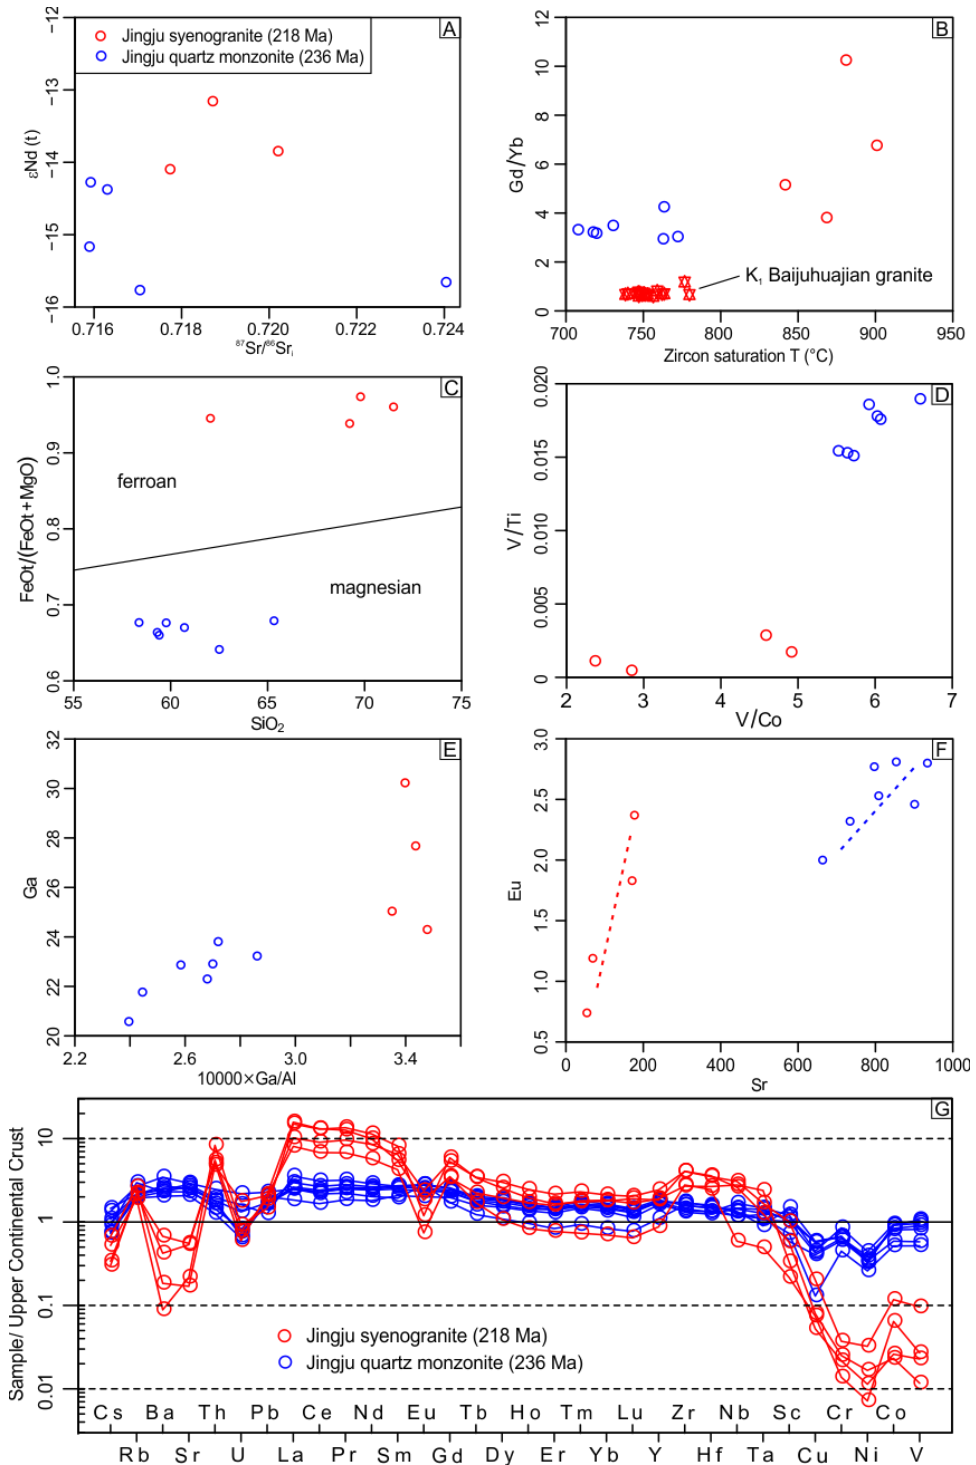 A
Jingju syenogranite (218 Ma)
Jingju quartz monzonite (236 Ma)
εNd (t)
−12
−13
−14
−15
−16
0.716 0.718 0.720 0.722 0.724
⁸⁷Sr/⁸⁶Srᵢ
B
Gd/Yb
10
8
6
4
2
0
K₁ Baijuhuajian granite
700 750 800 850 900 950
Zircon saturation T (°C)
C
FeOt/(FeOt+MgO)
1.0
0.9
0.8
0.7
0.6
ferroan
magnesian
55 60 65 70 75
SiO₂
D
V/Ti
0.020
0.015
0.010
0.005
0
2 3 4 5 6 7
V/Co
E
Ga
32
30
28
26
24
22
20
2.2 2.6 3.0 3.4
10000×Ga/Al
F
Eu
3.0
2.5
2.0
1.5
1.0
0.5
0 200 400 600 800 1000
Sr
G
Sample/ Upper Continental Crust
10
1
0.1
0.01
Jingju syenogranite (218 Ma)
Jingju quartz monzonite (236 Ma)
Cs Ba Th Pb Ce Nd Eu Tb Ho Tm Lu Zr Nb Sc Cr Co
Rb Sr U La Pr Sm Gd Dy Er Yb Y Hf Ta Cu Ni V